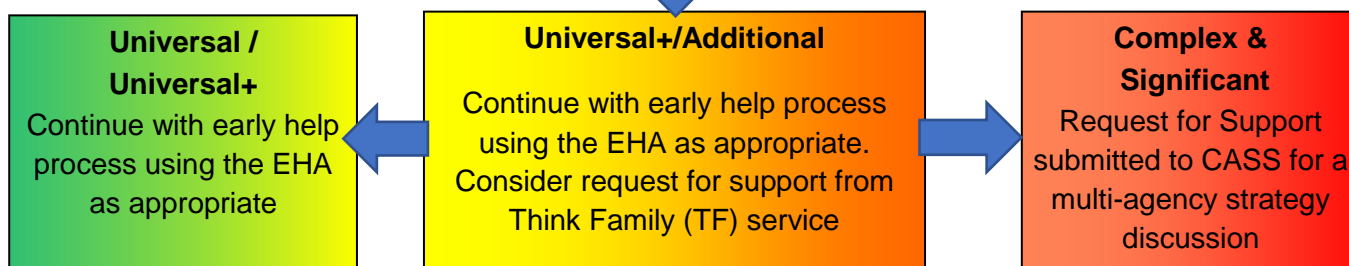 Universal /
Universal+
Continue with early help
process using the EHA
as appropriate
Universal+/Additional
Continue with early help process
using the EHA as appropriate.
Consider request for support from
Think Family (TF) service
Complex &
Significant
Request for Support
submitted to CASS for a
multi-agency strategy
discussion